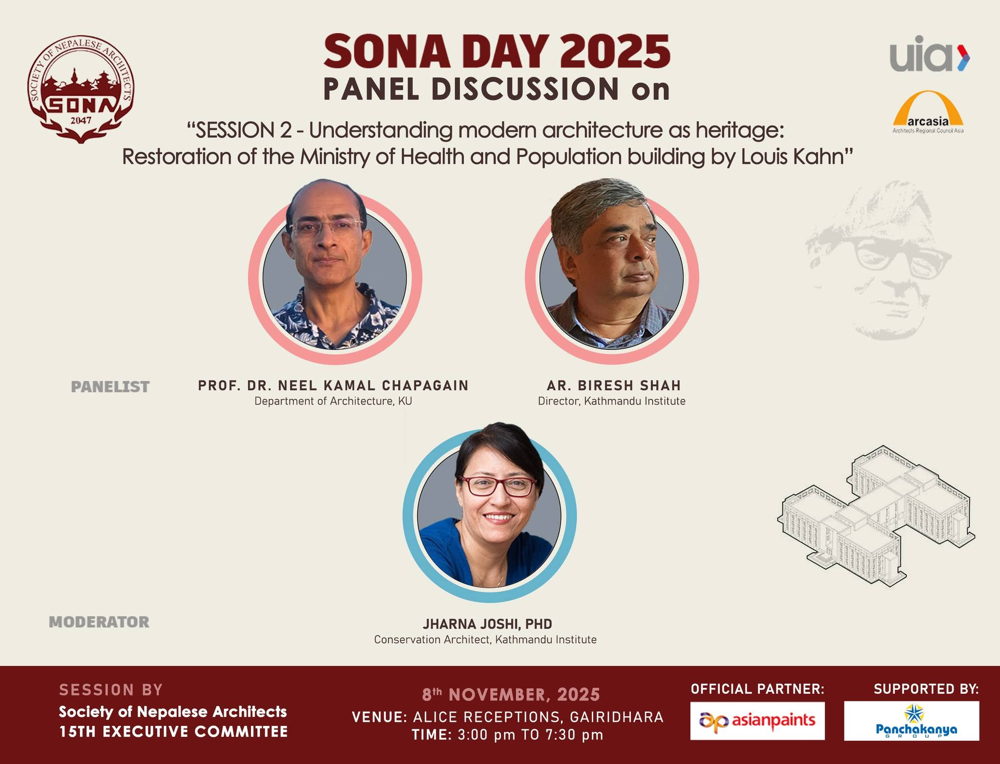 SOCIETY OF NEPALESE ARCHITECTS
SONA
2047
SONA DAY 2025
PANEL DISCUSSION on
“SESSION 2 - Understanding modern architecture as heritage:
Restoration of the Ministry of Health and Population building by Louis Kahn”
uia
arcasia
Architects Regional Council Asia
PANELIST
PROF. DR. NEEL KAMAL CHAPAGAIN
Department of Architecture, KU
AR. BIRESH SHAH
Director, Kathmandu Institute
MODERATOR
JHARNA JOSHI, PHD
Conservation Architect, Kathmandu Institute
SESSION BY
Society of Nepalese Architects
15TH EXECUTIVE COMMITTEE
8th NOVEMBER, 2025
VENUE: ALICE RECEPTIONS, GAIRIDHARA
TIME: 3:00 pm TO 7:30 pm
OFFICIAL PARTNER:
ap asianpaints
SUPPORTED BY:
Panchakanya
GROUP